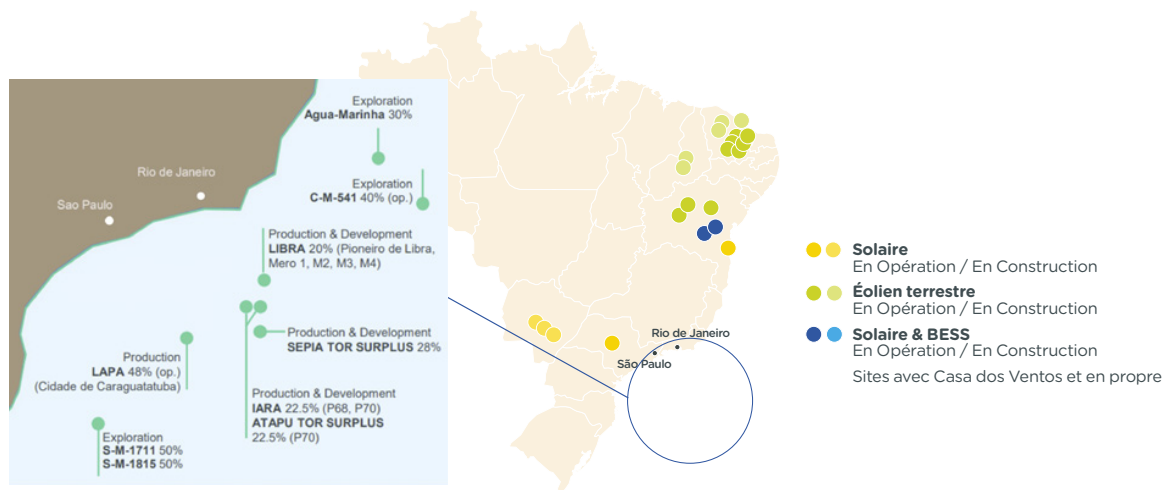 Exploration
Agua-Marinha 30%
Rio de Janeiro
Exploration
C-M-541 40% (op.)
Sao Paulo
Production & Development
LIBRA 20% (Pioneiro de Libra,
Mero 1, M2, M3, M4)
Production & Development
SEPIA TOR SURPLUS 28%
Production
LAPA 48% (op.)
(Cidade de Caraguatatuba)
Production & Development
IARA 22.5% (P68, P70)
ATAPU TOR SURPLUS
22.5% (P70)
Exploration
S-M-1711 50%
S-M-1815 50%
Rio de Janeiro
São Paulo
Solaire
En Opération / En Construction
Éolien terrestre
En Opération / En Construction
Solaire & BESS
En Opération / En Construction
Sites avec Casa dos Ventos et en propre